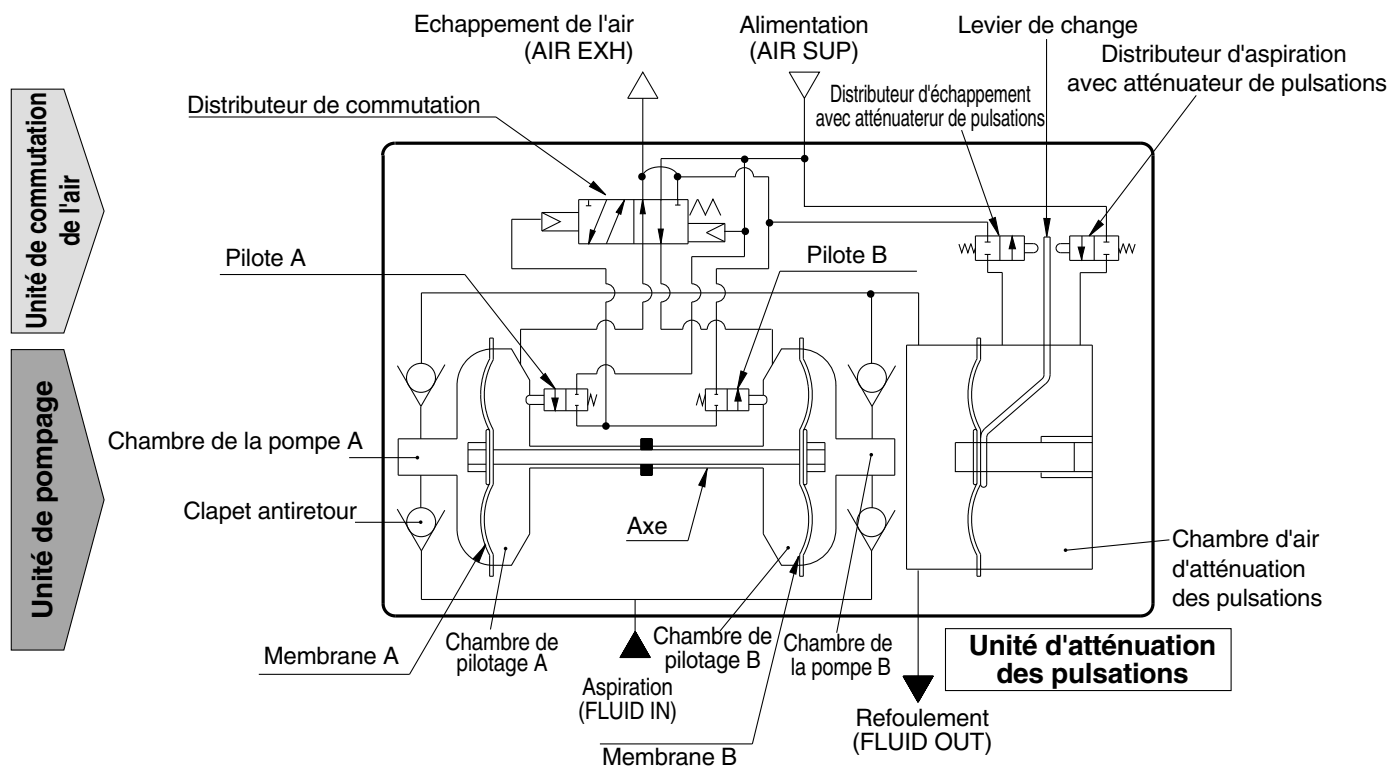 Echappement de l'air
(AIR EXH)
Alimentation
(AIR SUP)
Levier de change
Distributeur d'aspiration
avec atténuateur de pulsations
Distributeur d'échappement
avec atténuaterur de pulsations
Distributeur de commutation
Unité de commutation
de l'air
Pilote A
Pilote B
Unité de pompage
Chambre de la pompe A
Clapet antiretour
Axe
Chambre d'air
d'atténuation
des pulsations
Membrane A
Chambre de
pilotage A
Aspiration
(FLUID IN)
Chambre de
pilotage B
Membrane B
Chambre de
la pompe B
Refoulement
(FLUID OUT)
Unité d'atténuation
des pulsations